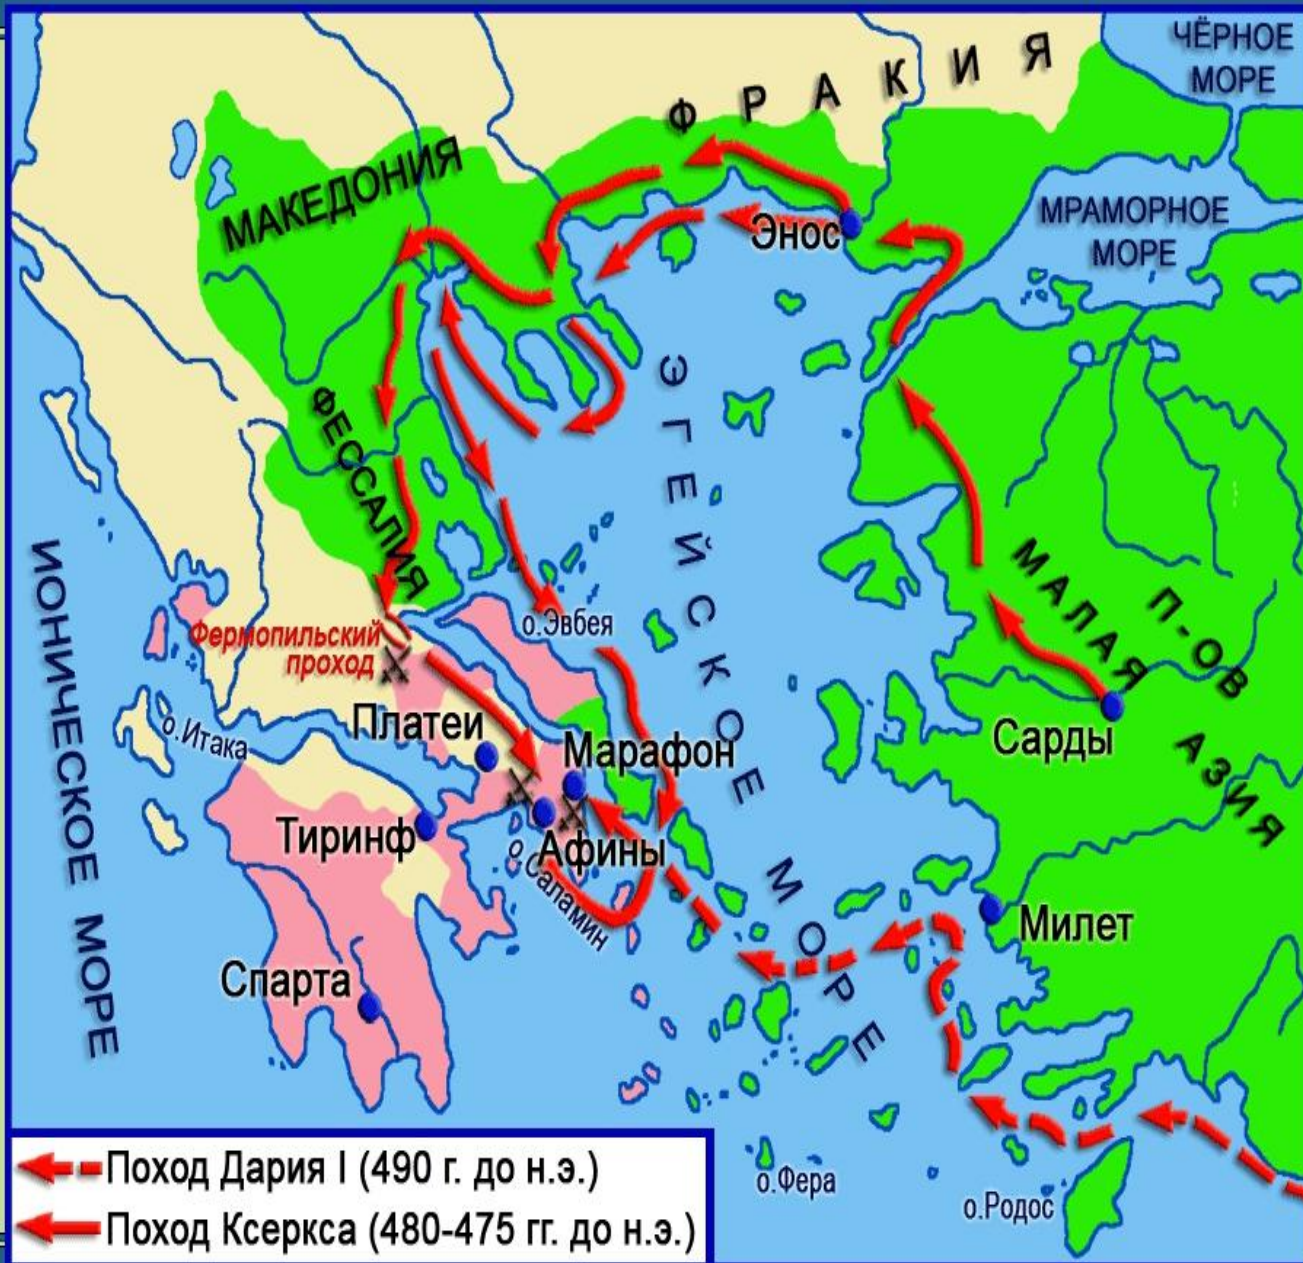 ЧЁРНОЕ
МОРЕ
ФРАКИЯ
МАКЕДОНИЯ
МРАМОРНОЕ
МОРЕ
Энос
ЭГЕЙСКОЕ МОРЕ
ФЕССАЛИЯ
ИОНИЧЕСКОЕ МОРЕ
П-ОВ
МАЛАЯ АЗИЯ
Фермопильский
проход
о.Эвбея
о.Итака
Платеи
Марафон
Сарды
Тиринф
Афины
о.Саламин
Милет
Спарта
о.Фера
о.Родос
Поход Дария I (490 г. до н.э.)
Поход Ксеркса (480-475 гг. до н.э.)